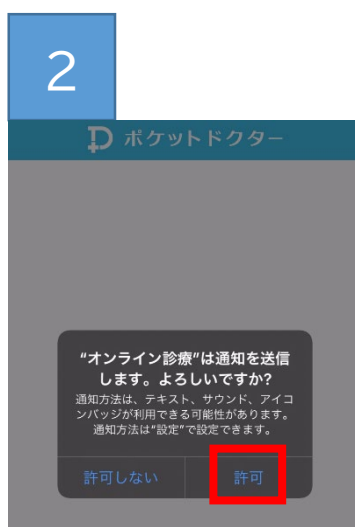 2
ポケットドクター
“オンライン診療”は通知を送信
します。よろしいですか?
通知方法は、テキスト、サウンド、アイコ
ンバッジが利用できる可能性があります。
通知方法は“設定”で設定できます。
許可しない 許可